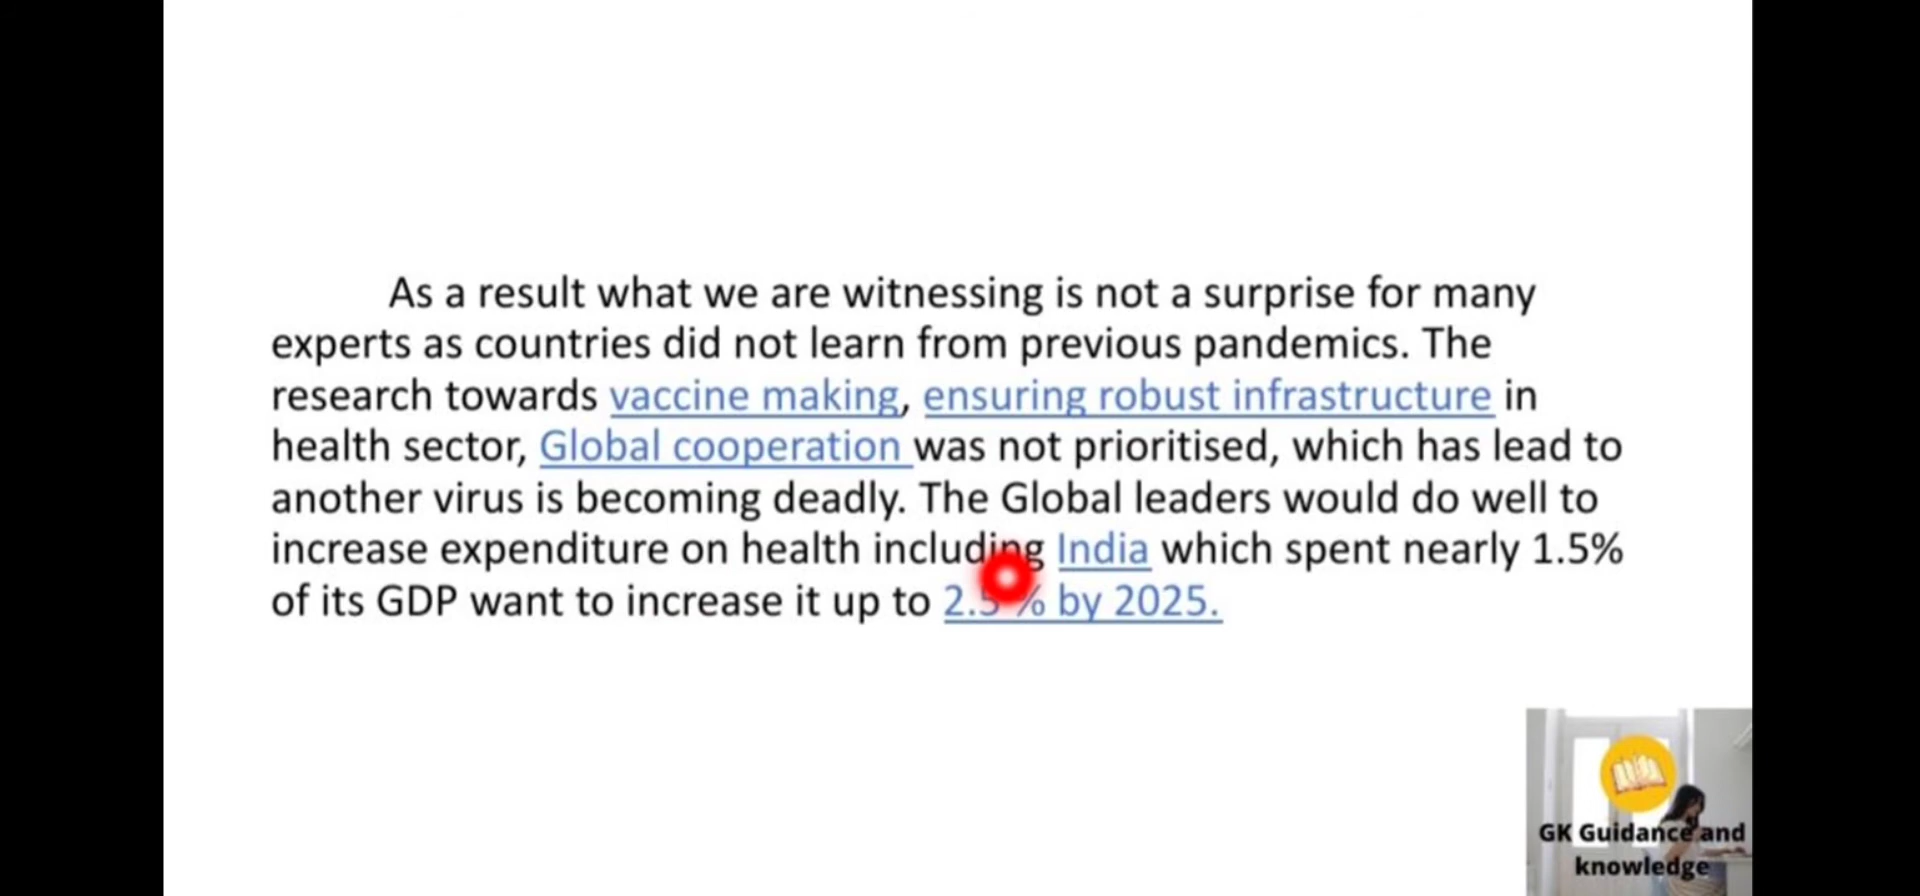 As a result what we are witnessing is not a surprise for many
experts as countries did not learn from previous pandemics. The
research towards vaccine making, ensuring robust infrastructure in
health sector, Global cooperation was not prioritised, which has lead to
another virus is becoming deadly. The Global leaders would do well to
increase expenditure on health including India which spent nearly 1.5%
of its GDP want to increase it up to 2.5 % by 2025.
GK Guidance and
knowledge